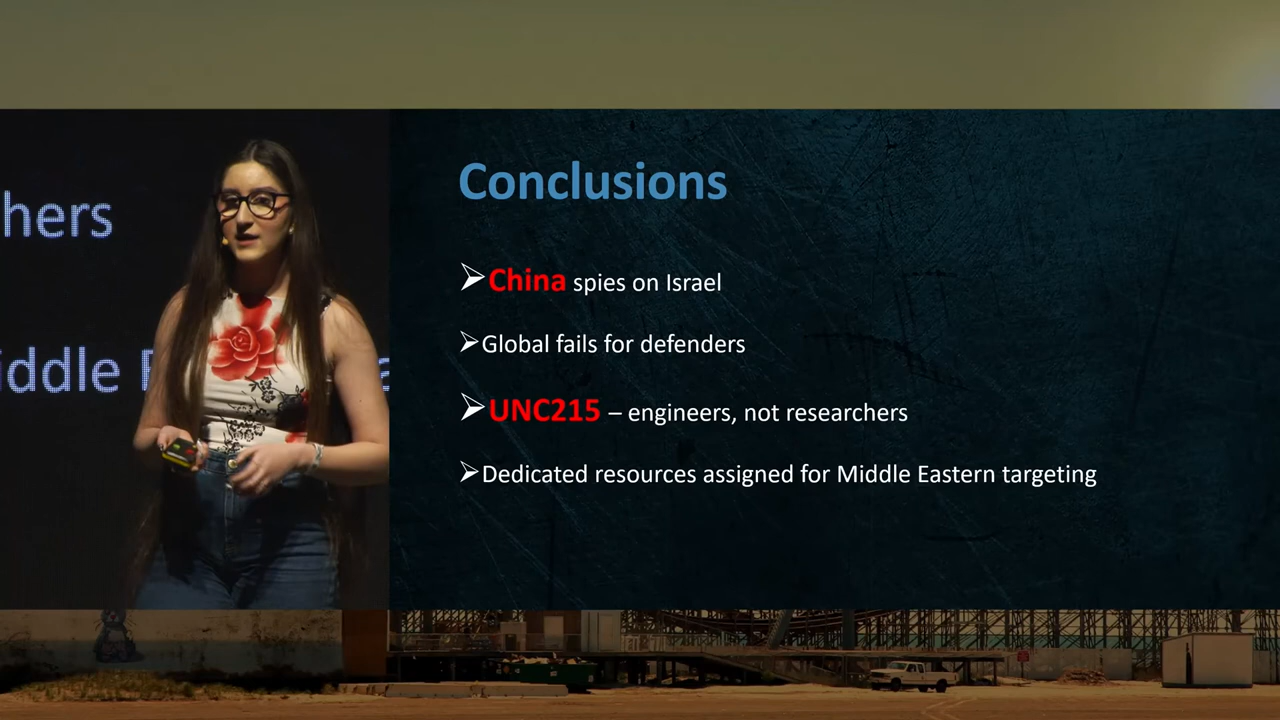 hers
iddle
Conclusions
➢China spies on Israel
➢Global fails for defenders
➢UNC215 – engineers, not researchers
➢Dedicated resources assigned for Middle Eastern targeting